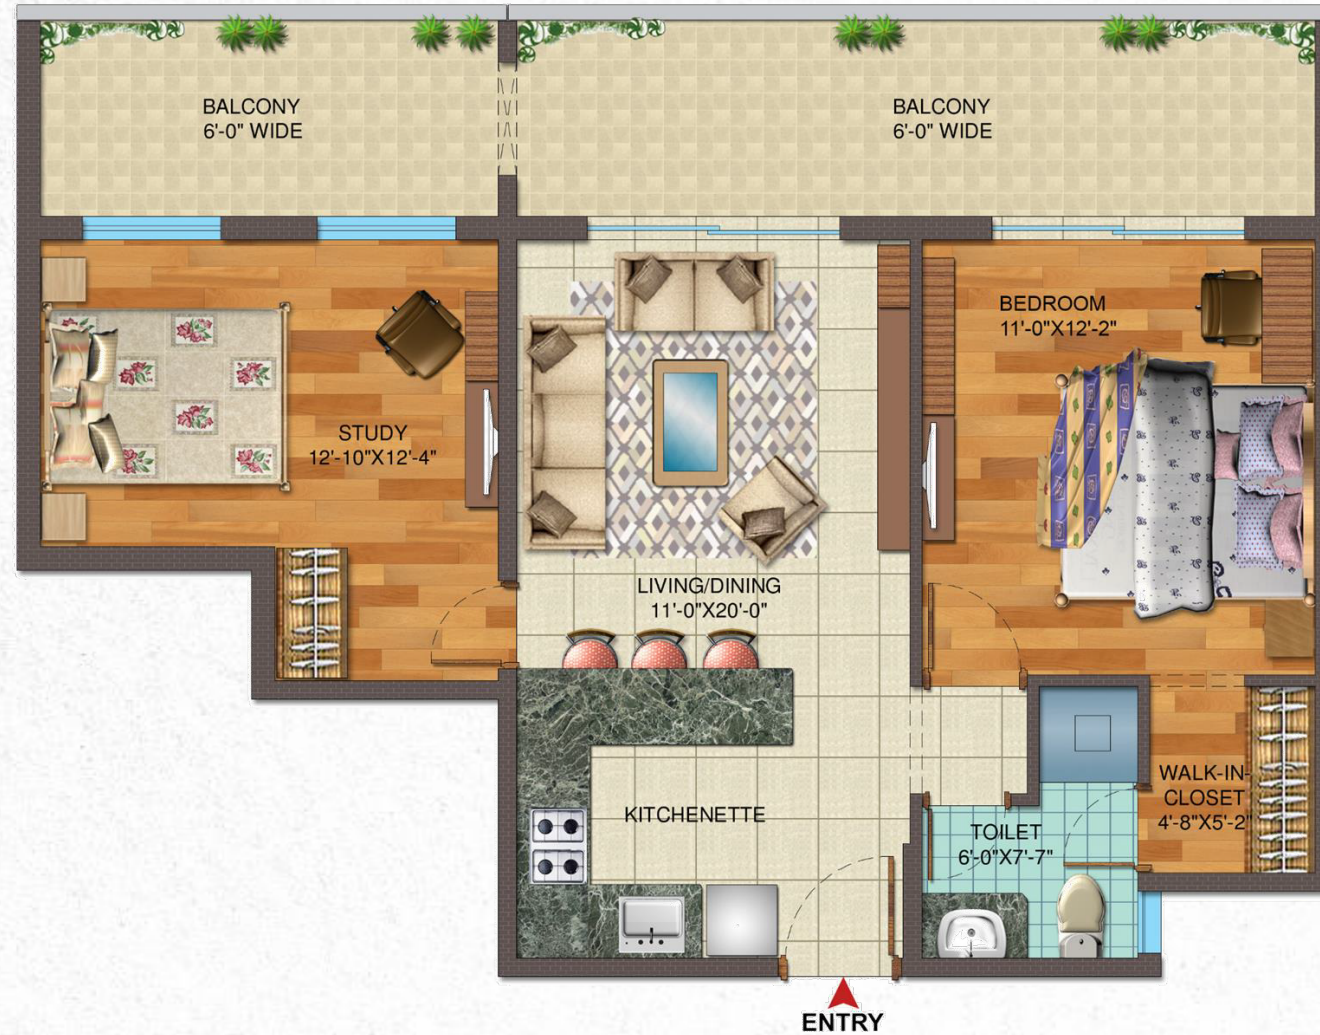 BALCONY
6'-0" WIDE
BALCONY
6'-0" WIDE
BEDROOM
11'-0"X12'-2"
STUDY
12'-10"X12'-4"
LIVING/DINING
11'-0"X20'-0"
KITCHENETTE
WALK-IN-
CLOSET
4'-8"X5'-2"
TOILET
6'-0"X7'-7"
ENTRY